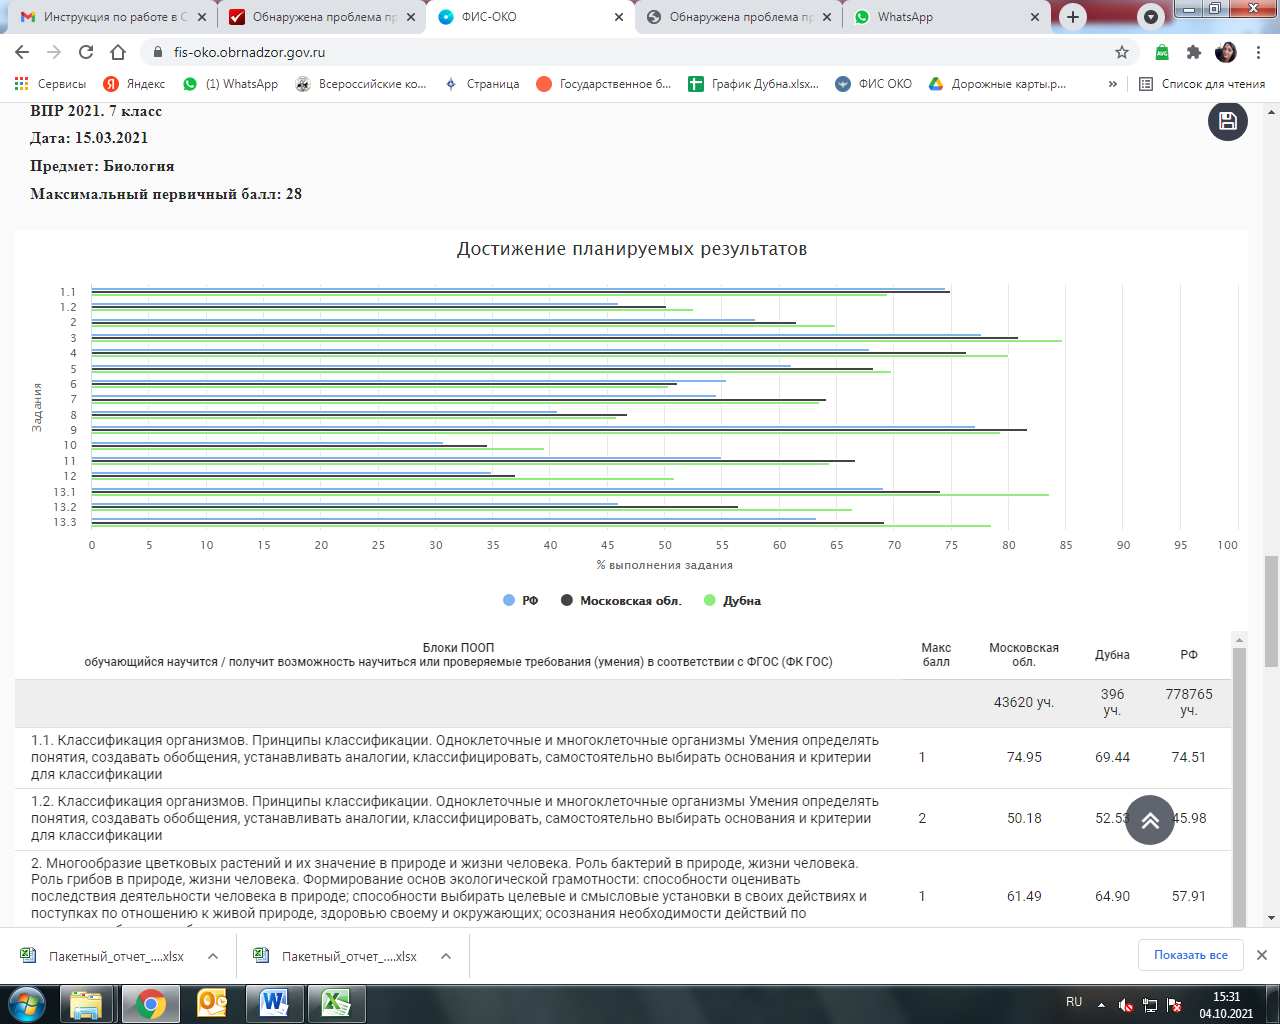 Инструкция по работе в С
Обнаружена проблема пр
ФИС-ОКО
Обнаружена проблема пр
WhatsApp
fis-oko.obrnadzor.gov.ru
Сервисы
Яндекс
(1) WhatsApp
Всероссийские ко...
Страница
Государственное б...
График Дубна.xlsx...
ФИС ОКО
Дорожные карты.р...
»
Список для чтения
ВПР 2021. 7 класс
Дата: 15.03.2021
Предмет: Биология
Максимальный первичный балл: 28
Достижение планируемых результатов
Задания
1.1
1.2
2
3
4
5
6
7
8
9
10
11
12
13.1
13.2
13.3
0 5 10 15 20 25 30 35 40 45 50 55 60 65 70 75 80 85 90 95 100
% выполнения задания
РФ Московская обл. Дубна
Блоки ПООП
обучающийся научится / получит возможность научиться или проверяемые требования (умения) в соответствии с ФГОС (ФК ГОС)
Макс
балл
Московская
обл.
Дубна
РФ
43620 уч.
396
уч.
778765
уч.
1.1. Классификация организмов. Принципы классификации. Одноклеточные и многоклеточные организмы Умения определять
понятия, создавать обобщения, устанавливать аналогии, классифицировать, самостоятельно выбирать основания и критерии
для классификации
1 74.95 69.44 74.51
1.2. Классификация организмов. Принципы классификации. Одноклеточные и многоклеточные организмы Умения определять
понятия, создавать обобщения, устанавливать аналогии, классифицировать, самостоятельно выбирать основания и критерии
для классификации
2 50.18 52.53 45.98
2. Многообразие цветковых растений и их значение в природе и жизни человека. Роль бактерий в природе, жизни человека.
Роль грибов в природе, жизни человека. Формирование основ экологической грамотности: способности оценивать
последствия деятельности человека в природе; способности выбирать целевые и смысловые установки в своих действиях и
поступках по отношению к живой природе, здоровью своему и окружающих; осознания необходимости действий по
1 61.49 64.90 57.91
Пакетный_отчет_....xlsx
Пакетный_отчет_....xlsx
Показать все
RU
15:31
04.10.2021